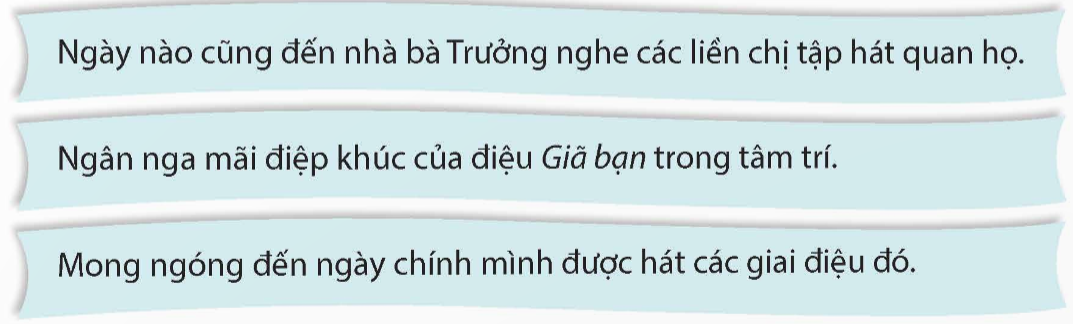 Ngày nào cũng đến nhà bà Trưởng nghe các liền chị tập hát quan họ.
Ngân nga mãi điệp khúc của điệu Giã bạn trong tâm trí.
Mong ngóng đến ngày chính mình được hát các giai điệu đó.